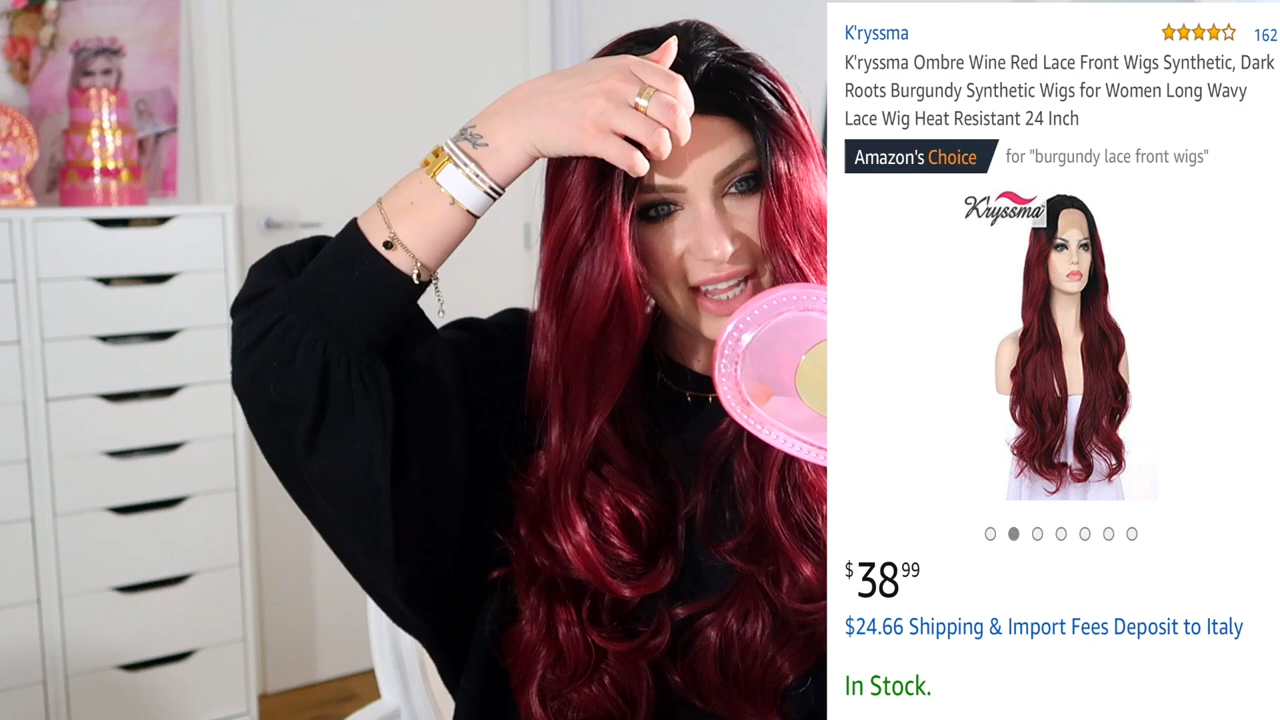 K'ryssma
162
K'ryssma Ombre Wine Red Lace Front Wigs Synthetic, Dark
Roots Burgundy Synthetic Wigs for Women Long Wavy
Lace Wig Heat Resistant 24 Inch
Amazon's Choice for "burgundy lace front wigs"
Kryssma
$38 99
$24.66 Shipping & Import Fees Deposit to Italy
In Stock.